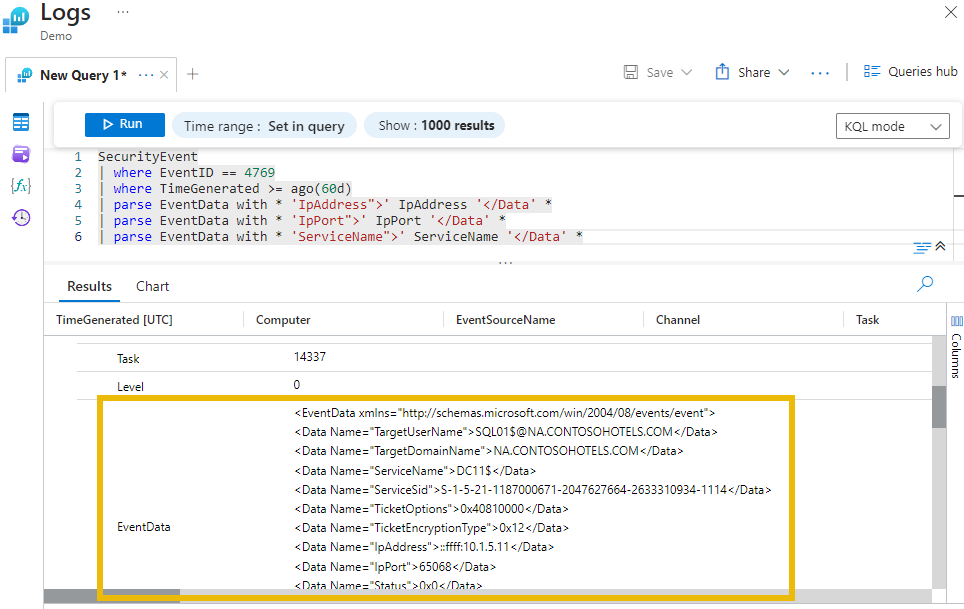 Logs ...
Demo
New Query 1* ... × +
Save
Share
...
Queries hub
Run
Time range : Set in query
Show : 1000 results
KQL mode
{fx}
1 SecurityEvent
2 | where EventID == 4769
3 | where TimeGenerated >= ago(60d)
4 | parse EventData with * 'IpAddress">' IpAddress '</Data' *
5 | parse EventData with * 'IpPort">' IpPort '</Data' *
6 | parse EventData with * 'ServiceName">' ServiceName '</Data' *
...
Results Chart
TimeGenerated [UTC] Computer EventSourceName Channel Task
Columns
Task 14337
Level 0
<EventData xmlns="http://schemas.microsoft.com/win/2004/08/events/event">
<Data Name="TargetUserName">SQL01$@NA.CONTOSOHOTELS.COM</Data>
<Data Name="TargetDomainName">NA.CONTOSOHOTELS.COM</Data>
<Data Name="ServiceName">DC11$</Data>
<Data Name="ServiceSid">S-1-5-21-1187000671-2047627664-2633310934-1114</Data>
<Data Name="TicketOptions">0x40810000</Data>
EventData
<Data Name="TicketEncryptionType">0x12</Data>
<Data Name="IpAddress">::ffff:10.1.5.11</Data>
<Data Name="IpPort">65068</Data>
<Data Name="Status">0x0</Data>